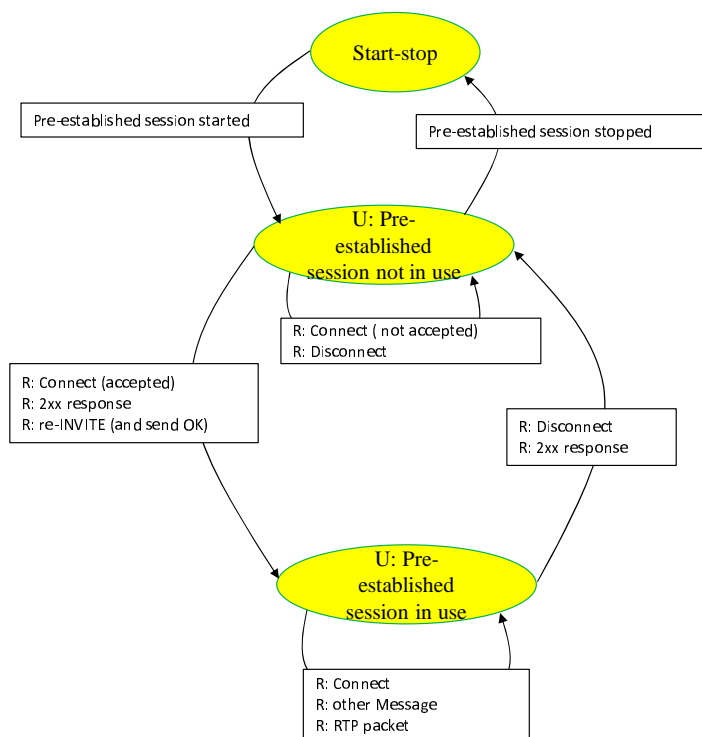 Start-stop
Pre-established session started
Pre-established session stopped
U: Pre-
established
session not in use
R: Connect ( not accepted)
R: Disconnect
R: Connect (accepted)
R: 2xx response
R: re-INVITE (and send OK)
R: Disconnect
R: 2xx response
U: Pre-
established
session in use
R: Connect
R: other Message
R: RTP packet